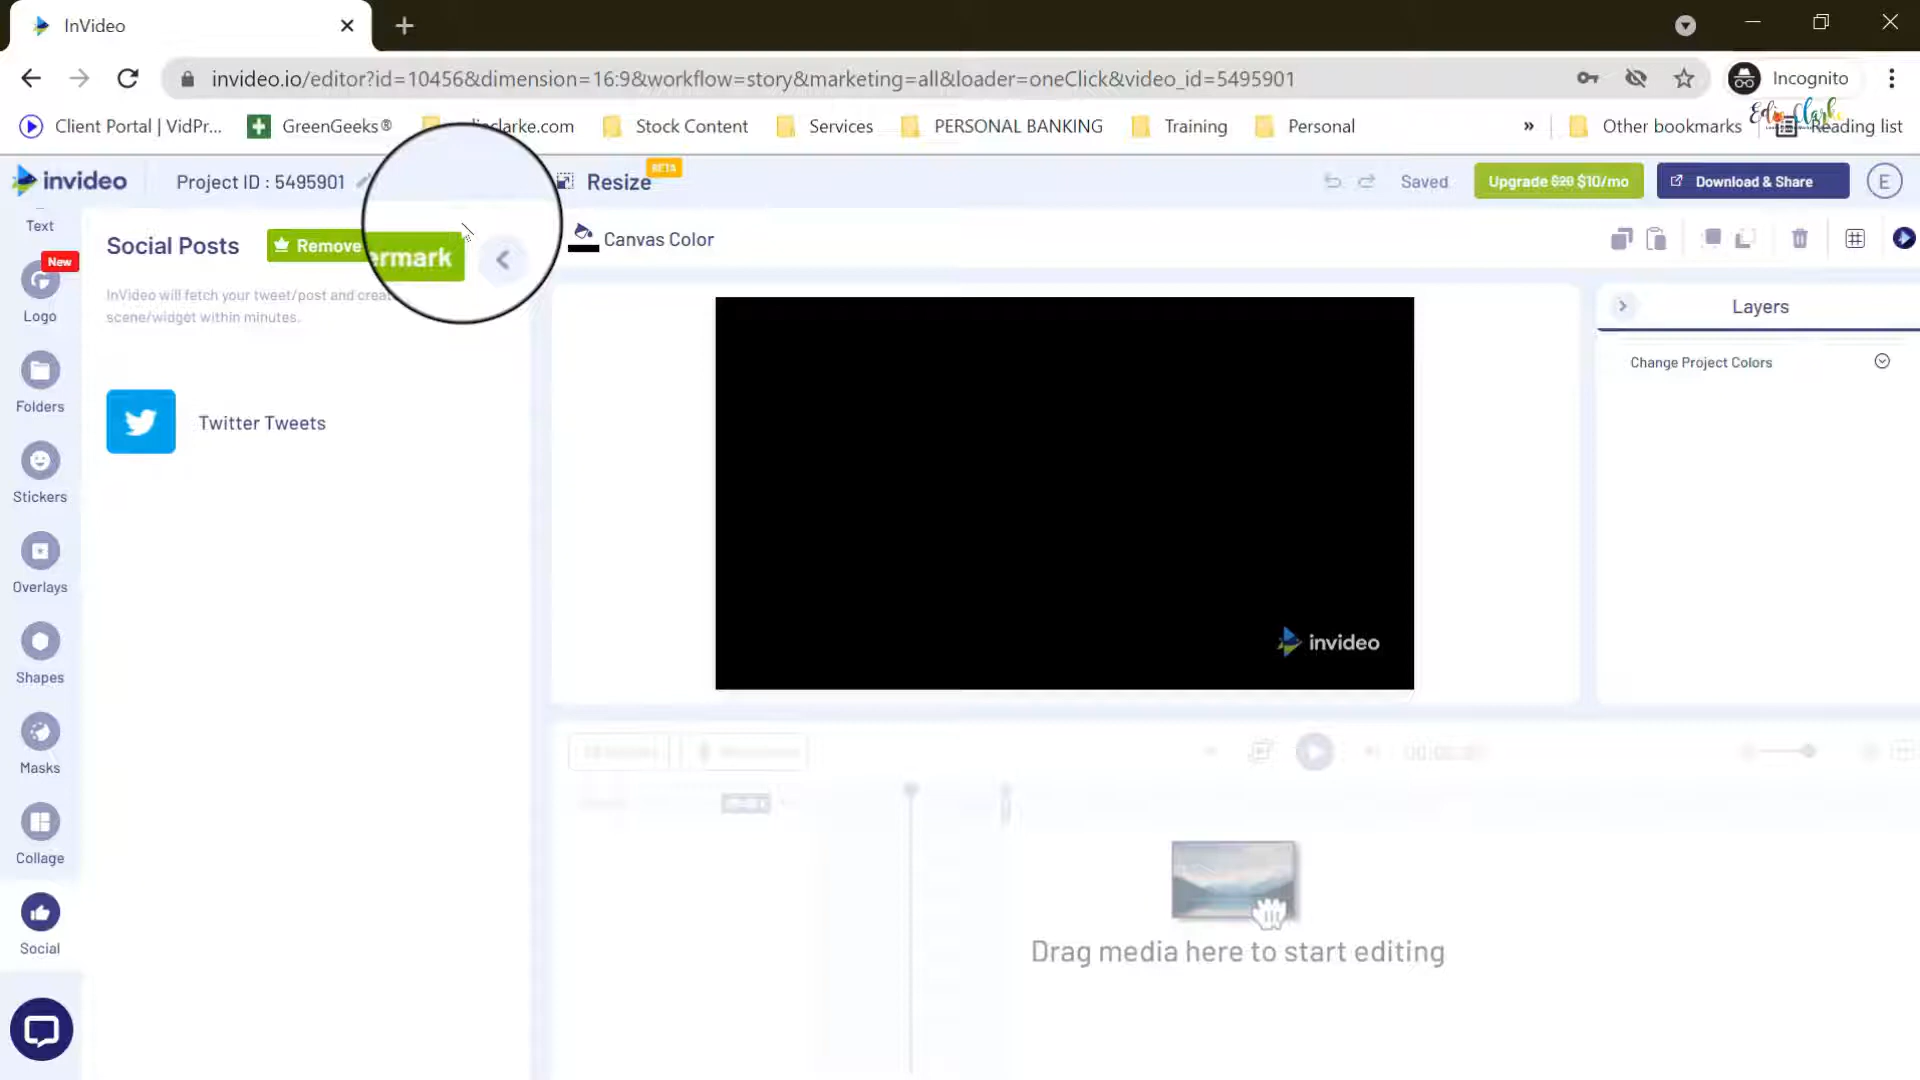 InVideo
invideo.io/editor?id=10456&dimension=16:9&workflow=story&marketing=all&loader=oneClick&video_id=5495901
Incognito
Client Portal | VidPr...
GreenGeeks®
Stock Content
Services
PERSONAL BANKING
Training
Personal
»
Other bookmarks
Reading list
invideo
Project ID : 5495901
Resize
BETA
Saved
Upgrade $20 $10/mo
Download & Share
E
Text
New
Logo
Folders
Stickers
Overlays
Shapes
Masks
Collage
Social
Social Posts
Remove
ermark
InVideo will fetch your tweet/post and
scene/widget within minutes.
Twitter Tweets
Canvas Color
invideo
Layers
Change Project Colors
Drag media here to start editing